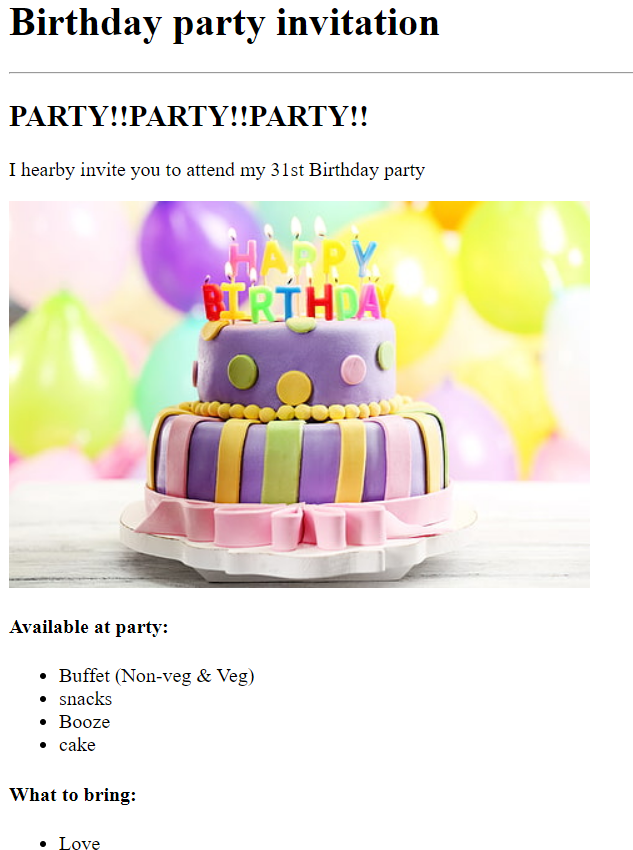 Birthday party invitation
PARTY!!PARTY!!PARTY!!
I hearby invite you to attend my 31st Birthday party
HAPPY
BIRTHDAY
Available at party:
Buffet (Non-veg & Veg)
snacks
Booze
cake
What to bring:
Love